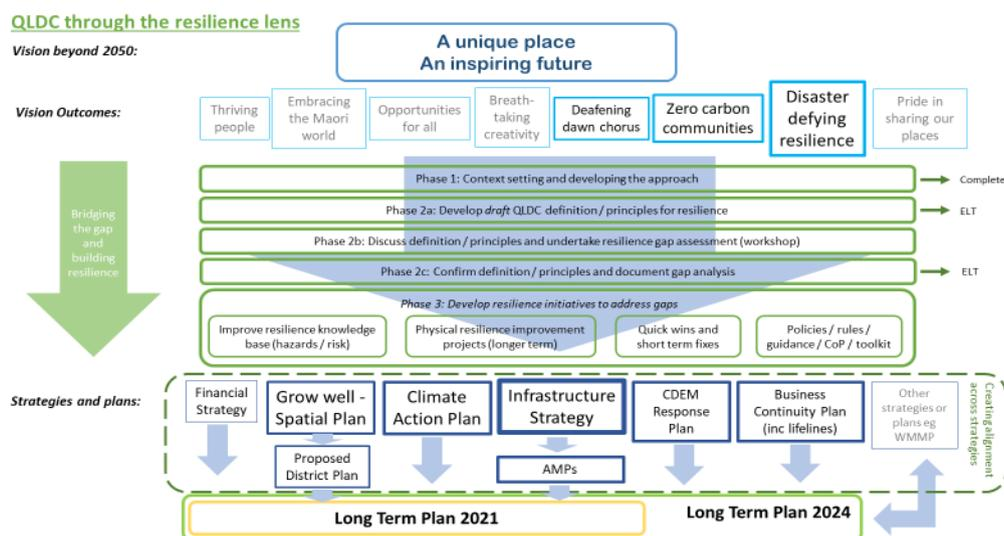 QLDC through the resilience lens
Vision beyond 2050:
A unique place
An inspiring future
Vision Outcomes:
Thriving
people
Embracing
the Maori
world
Opportunities
for all
Breath-
taking
creativity
Deafening
dawn chorus
Zero carbon
communities
Disaster
defying
resilience
Pride in
sharing our
places
Bridging
the gap
and
building
resilience
Phase 1: Context setting and developing the approach
Complete
Phase 2a: Develop draft QLDC definition / principles for resilience
ELT
Phase 2b: Discuss definition / principles and undertake resilience gap assessment (workshop)
Phase 2c: Confirm definition / principles and document gap analysis
ELT
Phase 3: Develop resilience initiatives to address gaps
Improve resilience knowledge
base (hazards / risk)
Physical resilience improvement
projects (longer term)
Quick wins and
short term fixes
Policies / rules /
guidance / CoP / toolkit
Strategies and plans:
Financial
Strategy
Grow well -
Spatial Plan
Proposed
District Plan
Climate
Action Plan
Infrastructure
Strategy
AMPs
CDEM
Response
Plan
Business
Continuity Plan
(inc lifelines)
Other
strategies or
plans eg
WMMP
Creating alignment
across strategies
Long Term Plan 2021
Long Term Plan 2024